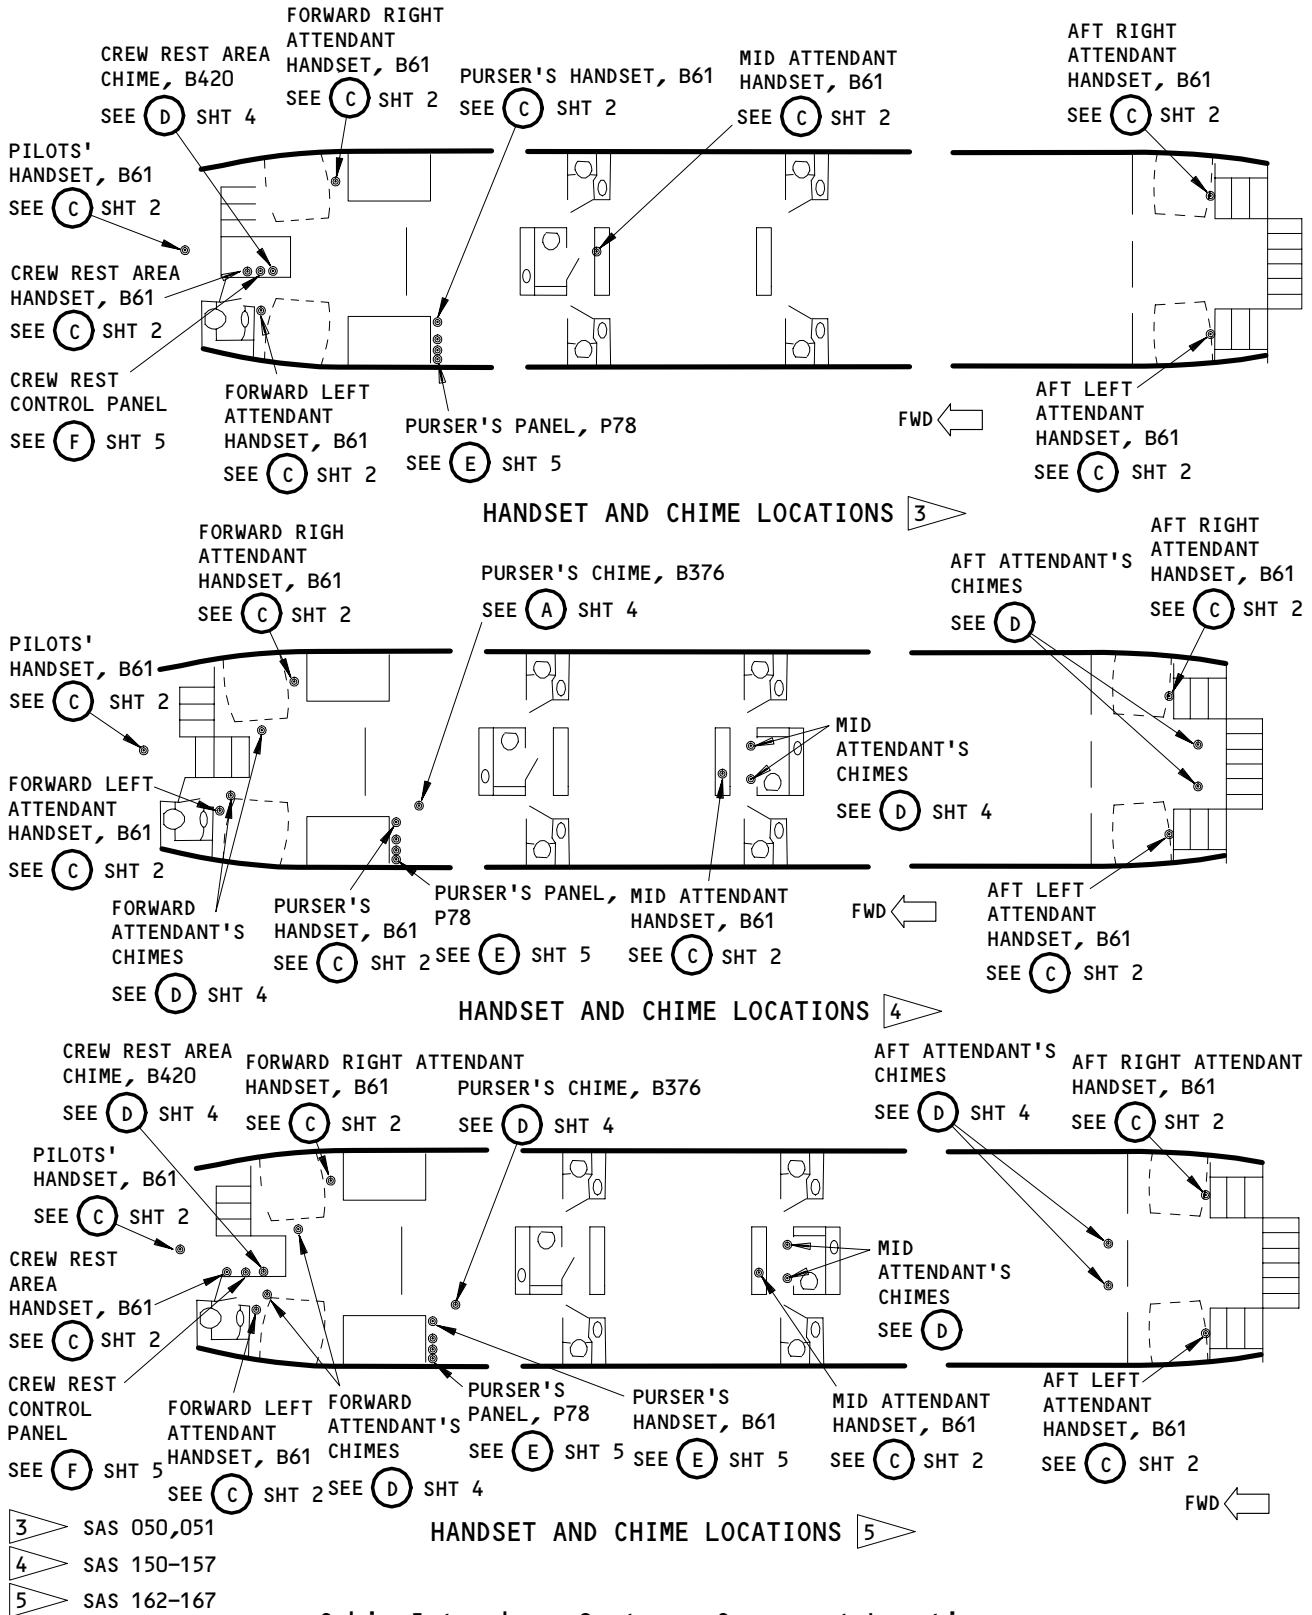 FORWARD RIGHT
ATTENDANT
HANDSET, B61
SEE C SHT 2
CREW REST AREA
CHIME, B420
SEE D SHT 4
PURSER'S HANDSET, B61
SEE C SHT 2
MID ATTENDANT
HANDSET, B61
SEE C SHT 2
AFT RIGHT
ATTENDANT
HANDSET, B61
SEE C SHT 2
PILOTS'
HANDSET, B61
SEE C SHT 2
CREW REST AREA
HANDSET, B61
SEE C SHT 2
CREW REST
CONTROL PANEL
SEE F SHT 5
FORWARD LEFT
ATTENDANT
HANDSET, B61
SEE C SHT 2
PURSER'S PANEL, P78
SEE E SHT 5
FWD
AFT LEFT
ATTENDANT
HANDSET, B61
SEE C SHT 2
HANDSET AND CHIME LOCATIONS 3
FORWARD RIGH
ATTENDANT
HANDSET, B61
SEE C SHT 2
PURSER'S CHIME, B376
SEE A SHT 4
AFT ATTENDANT'S
CHIMES
SEE D
AFT RIGHT
ATTENDANT
HANDSET, B61
SEE C SHT 2
PILOTS'
HANDSET, B61
SEE C SHT 2
FORWARD LEFT
ATTENDANT
HANDSET, B61
SEE C SHT 2
MID
ATTENDANT'S
CHIMES
SEE D SHT 4
FORWARD
ATTENDANT'S
CHIMES
SEE D SHT 4
PURSER'S
HANDSET, B61
SEE C SHT 2
PURSER'S PANEL,
P78
SEE E SHT 5
MID ATTENDANT
HANDSET, B61
SEE C SHT 2
FWD
AFT LEFT
ATTENDANT
HANDSET, B61
SEE C SHT 2
HANDSET AND CHIME LOCATIONS 4
CREW REST AREA
CHIME, B420
SEE D SHT 4
FORWARD RIGHT ATTENDANT
HANDSET, B61
SEE C SHT 2
PURSER'S CHIME, B376
SEE D SHT 4
AFT ATTENDANT'S
CHIMES
SEE D SHT 4
AFT RIGHT ATTENDANT
HANDSET, B61
SEE C SHT 2
PILOTS'
HANDSET, B61
SEE C SHT 2
CREW REST
AREA
HANDSET, B61
SEE C SHT 2
MID
ATTENDANT'S
CHIMES
SEE D
CREW REST
CONTROL
PANEL
SEE F SHT 5
FORWARD LEFT
ATTENDANT
HANDSET, B61
SEE C SHT 2
FORWARD
ATTENDANT'S
CHIMES
SEE D SHT 4
PURSER'S
PANEL, P78
SEE E SHT 5
PURSER'S
HANDSET, B61
SEE E SHT 5
MID ATTENDANT
HANDSET, B61
SEE C SHT 2
AFT LEFT
ATTENDANT
HANDSET, B61
SEE C SHT 2
FWD
HANDSET AND CHIME LOCATIONS 5
3 SAS 050,051
4 SAS 150-157
5 SAS 162-167